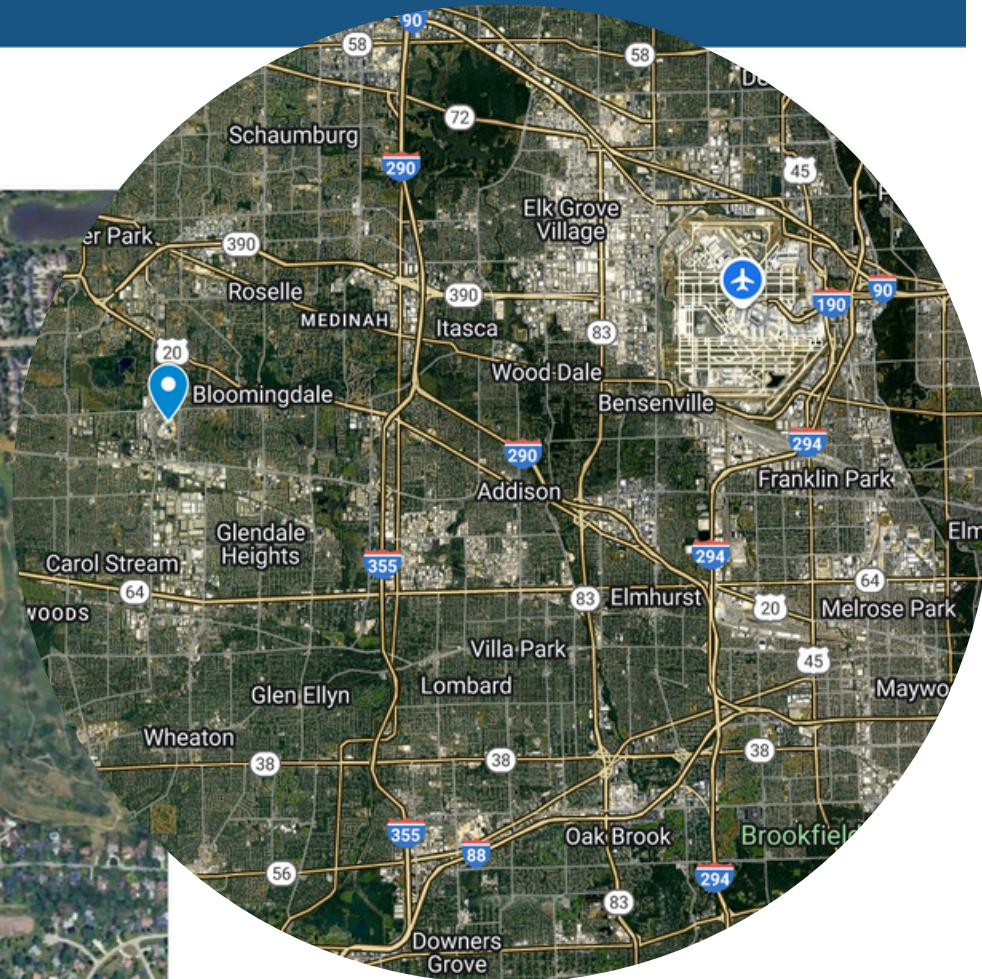 90
58
58
72
Schaumburg
290
45
Elk Grove
Village
er Park
390
Roselle
390
190
90
MEDINAH
Itasca
83
20
Wood Dale
Bloomingdale
Bensenville
294
290
Franklin Park
Addison
Glendale
Heights
Elm
Carol Stream
355
294
64
64
WOODS
83
Elmhurst
20
Melrose Park
Villa Park
45
Lombard
Glen Ellyn
Maywo
Wheaton
38
38
38
355
Oak Brook
Brookfield
88
56
294
83
Downers
Grove